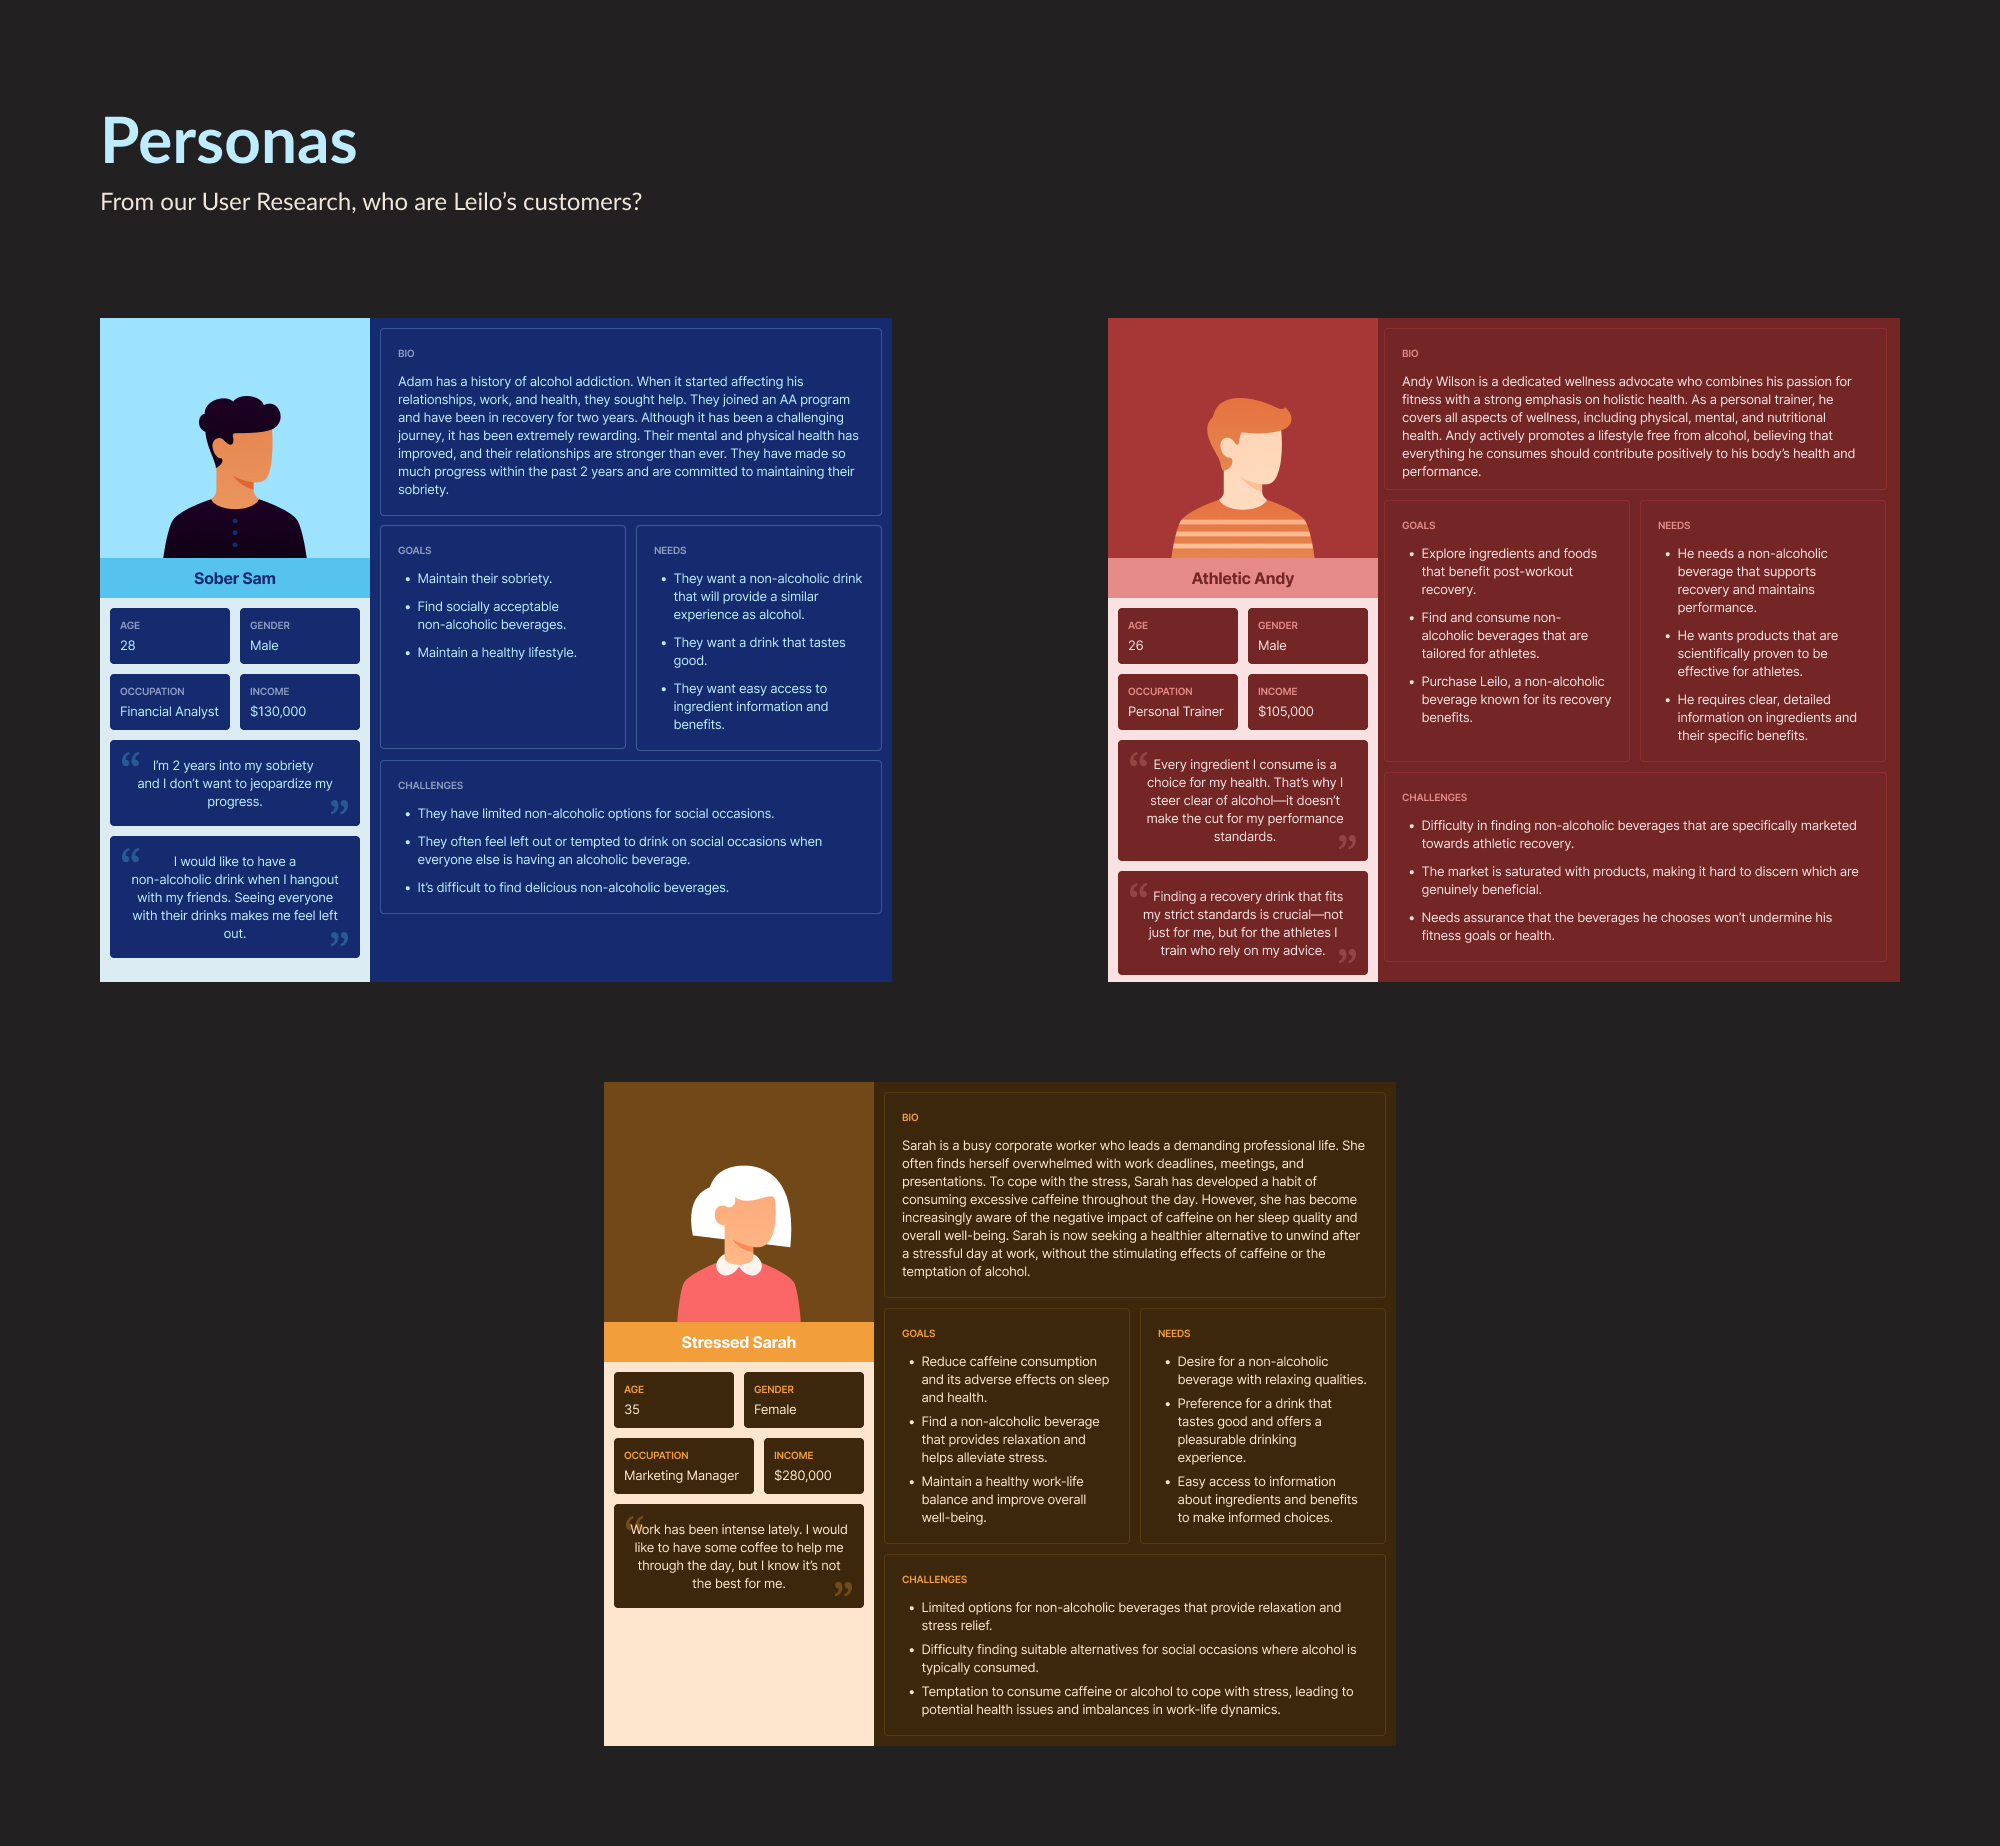 Personas
From our User Research, who are Leilo’s customers?
Sober Sam
AGE
28
GENDER
Male
OCCUPATION
Financial Analyst
INCOME
$130,000
“
I’m 2 years into my sobriety
and I don’t want to jeopardize my
progress.
”
“
I would like to have a
non-alcoholic drink when I hangout
with my friends. Seeing everyone
with their drinks makes me feel left
out.
”
BIO
Adam has a history of alcohol addiction. When it started affecting his
relationships, work, and health, they sought help. They joined an AA program
and have been in recovery for two years. Although it has been a challenging
journey, it has been extremely rewarding. Their mental and physical health has
improved, and their relationships are stronger than ever. They have made so
much progress within the past 2 years and are committed to maintaining their
sobriety.
GOALS
• Maintain their sobriety.
• Find socially acceptable
non-alcoholic beverages.
• Maintain a healthy lifestyle.
NEEDS
• They want a non-alcoholic drink
that will provide a similar
experience as alcohol.
• They want a drink that tastes
good.
• They want easy access to
ingredient information and
benefits.
CHALLENGES
• They have limited non-alcoholic options for social occasions.
• They often feel left out or tempted to drink on social occasions when
everyone else is having an alcoholic beverage.
• It’s difficult to find delicious non-alcoholic beverages.
Athletic Andy
AGE
26
GENDER
Male
OCCUPATION
Personal Trainer
INCOME
$105,000
“
Every ingredient I consume is a
choice for my health. That’s why I
steer clear of alcohol—it doesn’t
make the cut for my performance
standards.
”
“
Finding a recovery drink that fits
my strict standards is crucial—not
just for me, but for the athletes I
train who rely on my advice.
”
BIO
Andy Wilson is a dedicated wellness advocate who combines his passion for
fitness with a strong emphasis on holistic health. As a personal trainer, he
covers all aspects of wellness, including physical, mental, and nutritional
health. Andy actively promotes a lifestyle free from alcohol, believing that
everything he consumes should contribute positively to his body’s health and
performance.
GOALS
• Explore ingredients and foods
that benefit post-workout
recovery.
• Find and consume non-
alcoholic beverages that are
tailored for athletes.
• Purchase Leilo, a non-alcoholic
beverage known for its recovery
benefits.
NEEDS
• He needs a non-alcoholic
beverage that supports
recovery and maintains
performance.
• He wants products that are
scientifically proven to be
effective for athletes.
• He requires clear, detailed
information on ingredients and
their specific benefits.
CHALLENGES
• Difficulty in finding non-alcoholic beverages that are specifically marketed
towards athletic recovery.
• The market is saturated with products, making it hard to discern which are
genuinely beneficial.
• Needs assurance that the beverages he chooses won’t undermine his
fitness goals or health.
Stressed Sarah
AGE
35
GENDER
Female
OCCUPATION
Marketing Manager
INCOME
$280,000
“
Work has been intense lately. I would
like to have some coffee to help me
through the day, but I know it’s not
the best for me.
”
BIO
Sarah is a busy corporate worker who leads a demanding professional life. She
often finds herself overwhelmed with work deadlines, meetings, and
presentations. To cope with the stress, Sarah has developed a habit of
consuming excessive caffeine throughout the day. However, she has become
increasingly aware of the negative impact of caffeine on her sleep quality and
overall well-being. Sarah is now seeking a healthier alternative to unwind after
a stressful day at work, without the stimulating effects of caffeine or the
temptation of alcohol.
GOALS
• Reduce caffeine consumption
and its adverse effects on sleep
and health.
• Find a non-alcoholic beverage
that provides relaxation and
helps alleviate stress.
• Maintain a healthy work-life
balance and improve overall
well-being.
NEEDS
• Desire for a non-alcoholic
beverage with relaxing qualities.
• Preference for a drink that
tastes good and offers a
pleasurable drinking
experience.
• Easy access to information
about ingredients and benefits
to make informed choices.
CHALLENGES
• Limited options for non-alcoholic beverages that provide relaxation and
stress relief.
• Difficulty finding suitable alternatives for social occasions where alcohol is
typically consumed.
• Temptation to consume caffeine or alcohol to cope with stress, leading to
potential health issues and imbalances in work-life dynamics.